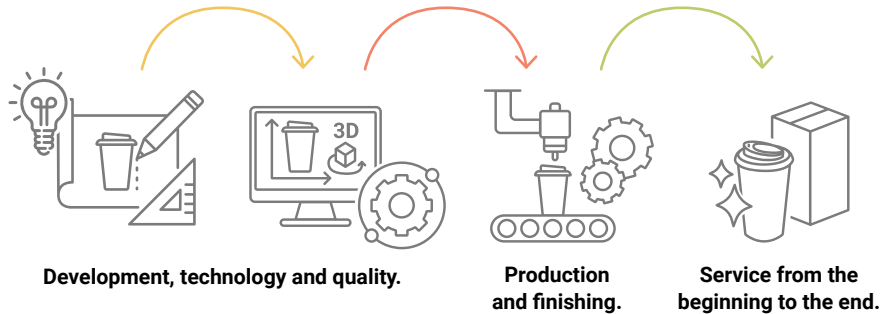 3D
Development, technology and quality.
Production
and finishing.
Service from the
beginning to the end.